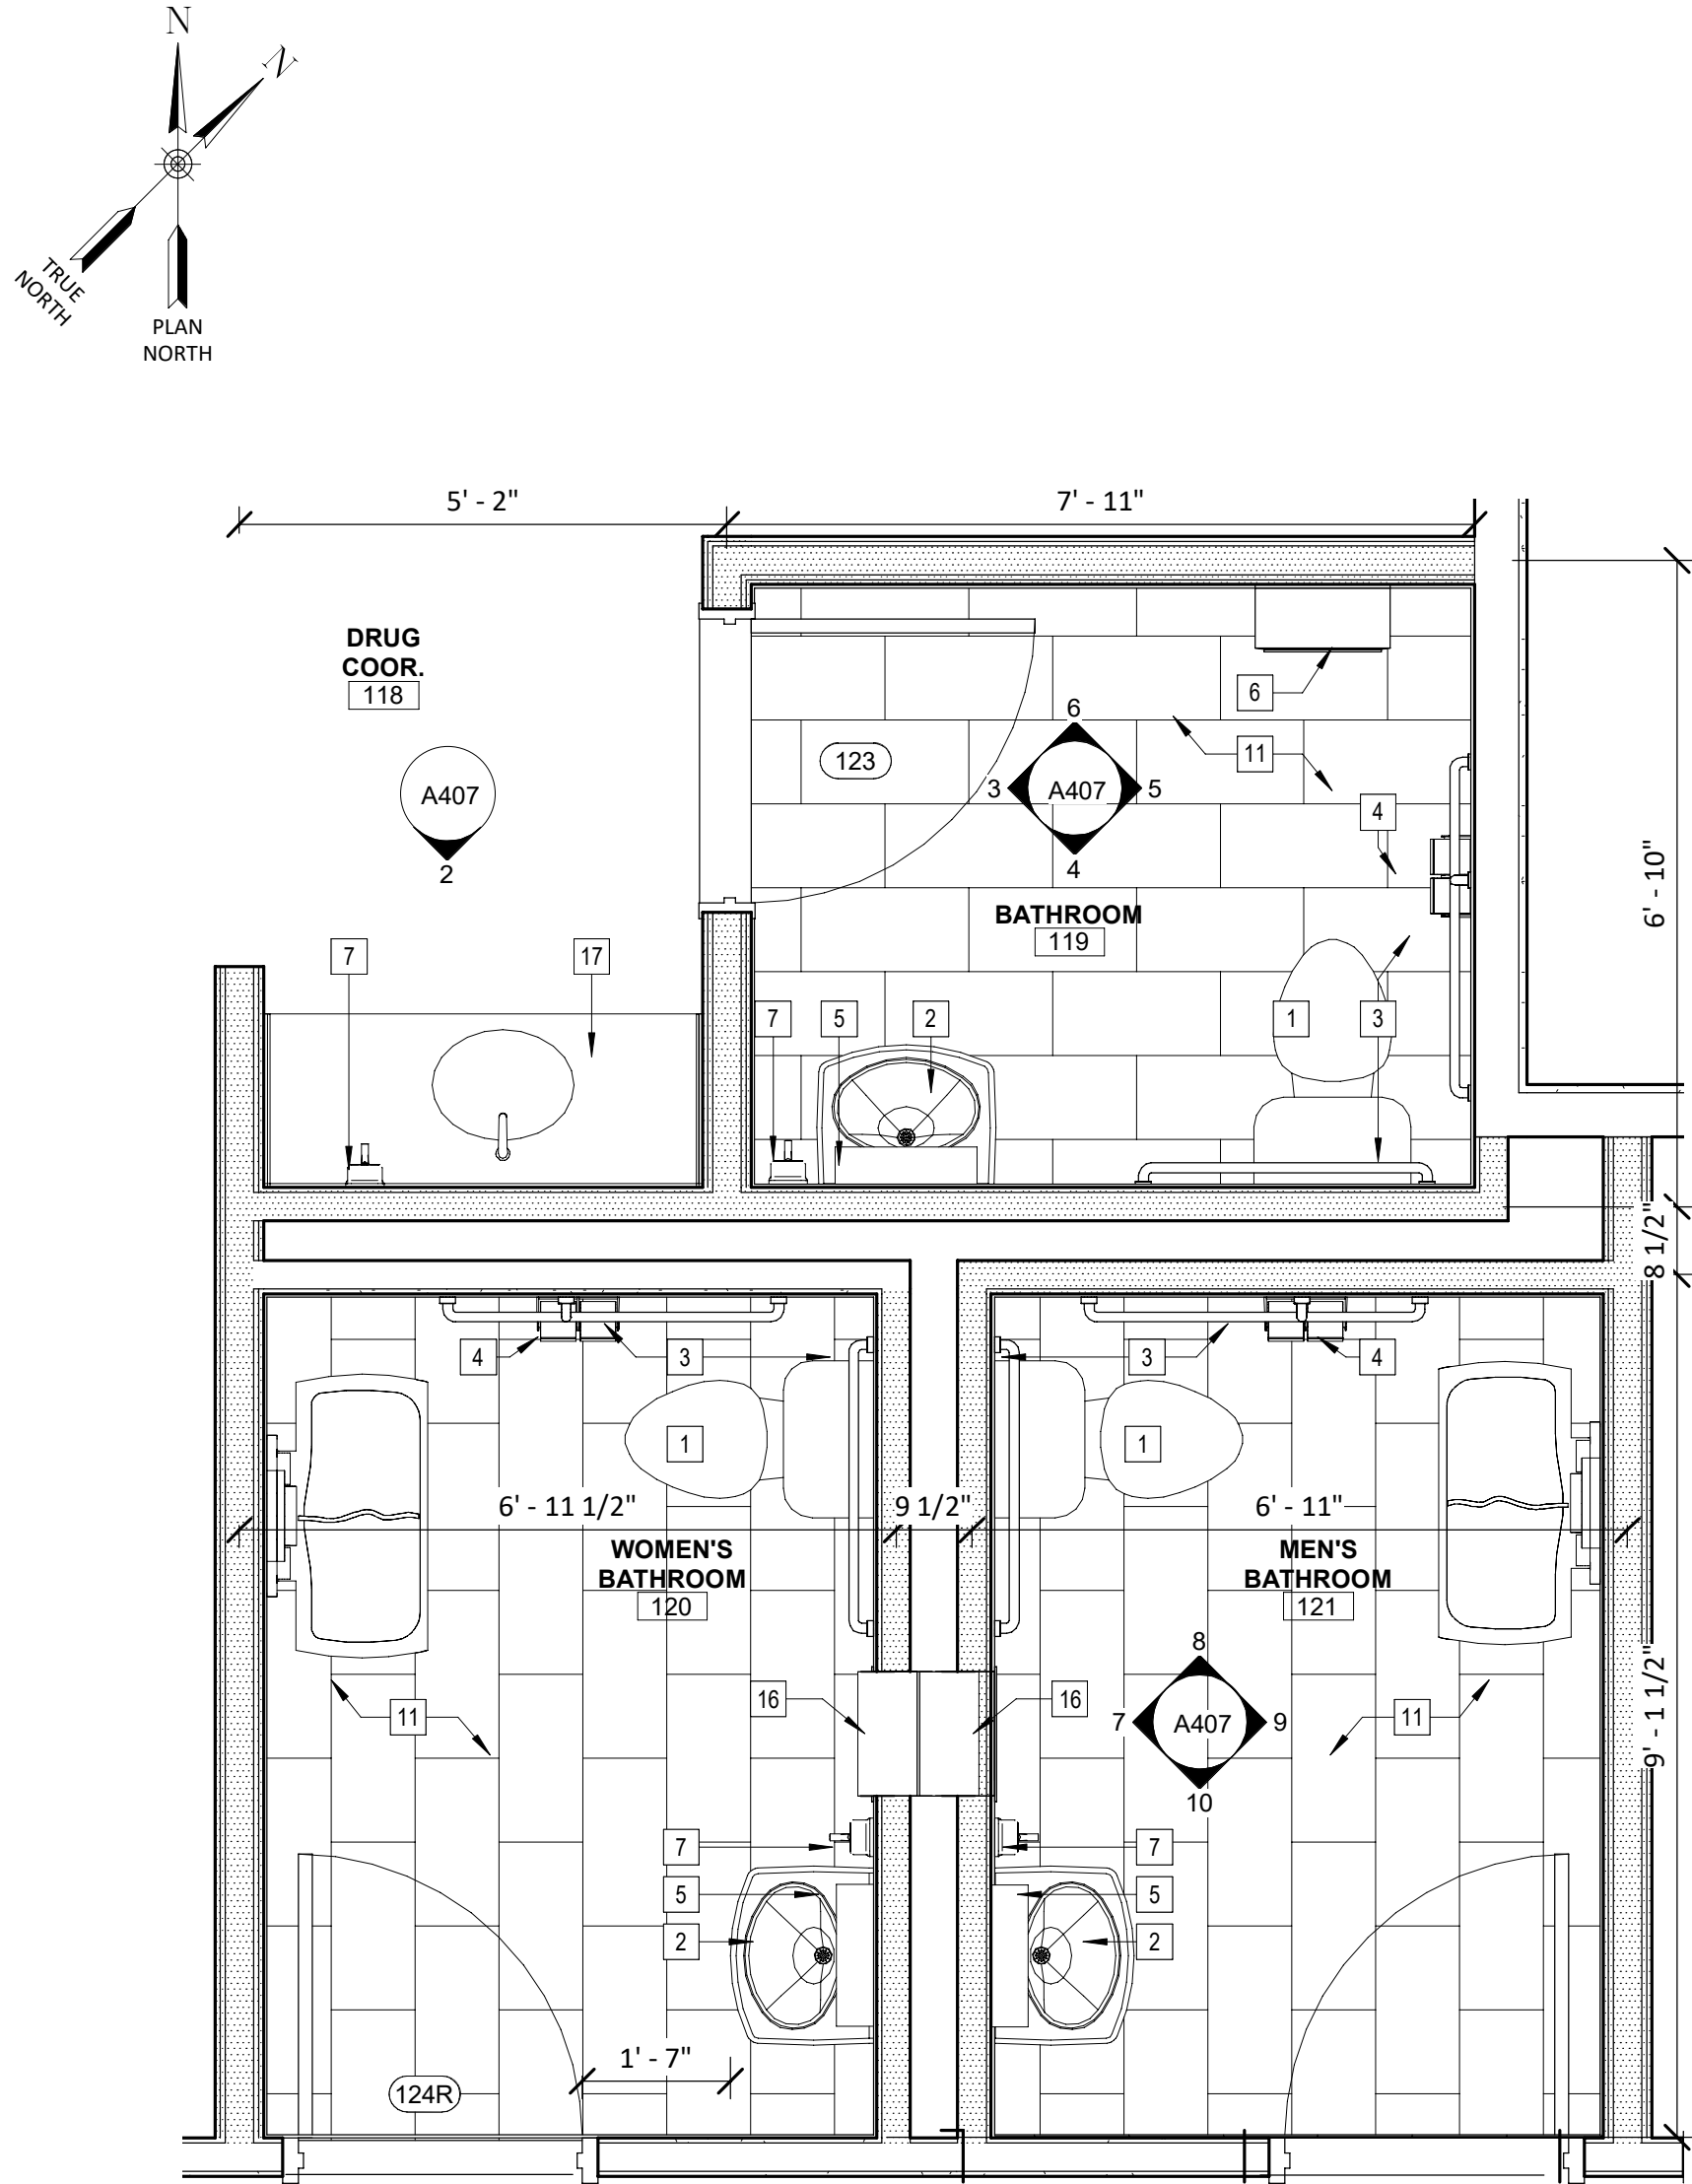 N
N
TRUE
NORTH
PLAN
NORTH
5' - 2"
7' - 11"
DRUG
COOR.
118
A407
2
123
6
3
A407
5
4
6
11
4
6' - 10"
BATHROOM
119
7
17
7
5
2
1
3
8 1/2"
4
3
3
4
1
1
6' - 11 1/2"
9 1/2"
6' - 11"
WOMEN'S
BATHROOM
120
MEN'S
BATHROOM
121
11
16
16
8
7
A407
9
10
11
9' - 1 1/2"
7
7
5
5
2
2
1' - 7"
124R